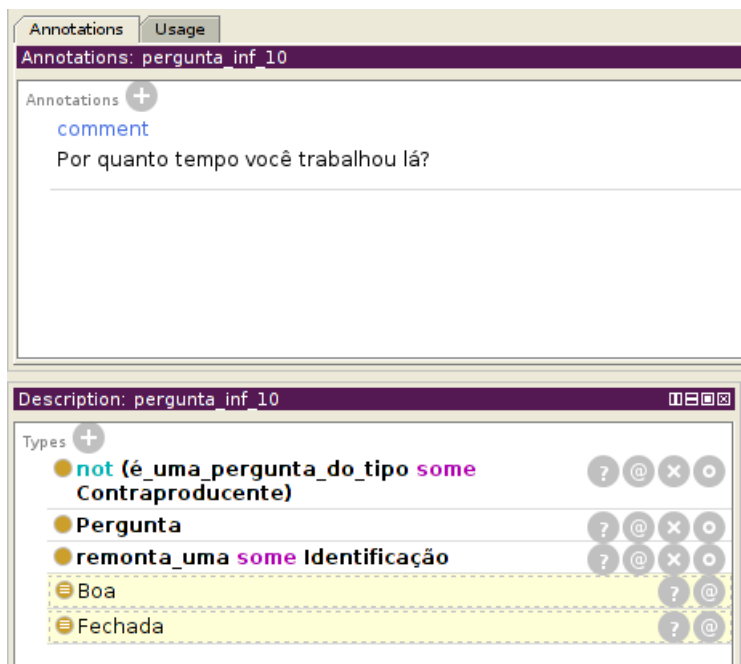 Annotations Usage
Annotations: pergunta_inf_10
Annotations
comment
Por quanto tempo você trabalhou lá?
Description: pergunta_inf_10
Types
not (é_uma_pergunta_do_tipo some
Contraproducente)
? @
Pergunta
? @
remonta_uma some Identificação
? @
Boa
? @
Fechada
? @